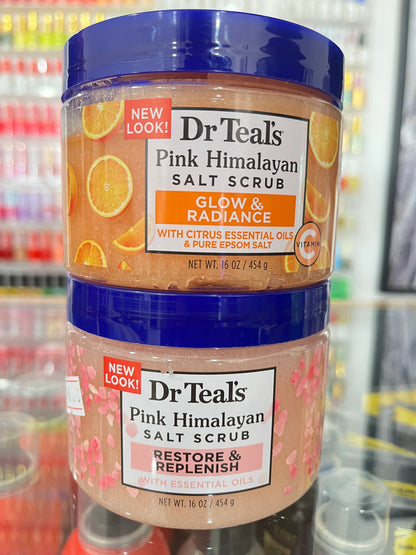 NEW
LOOK!
Dr Teal's
Pink Himalayan
SALT SCRUB
GLOW &
RADIANCE
WITH CITRUS ESSENTIAL OILS
& PURE EPSOM SALT
VITAMIN
C
NET WT. 16 OZ / 454 g
NEW
LOOK!
Dr Teal's
Pink Himalayan
SALT SCRUB
RESTORE &
REPLENISH
WITH ESSENTIAL OILS
NET WT. 16 OZ / 454 g